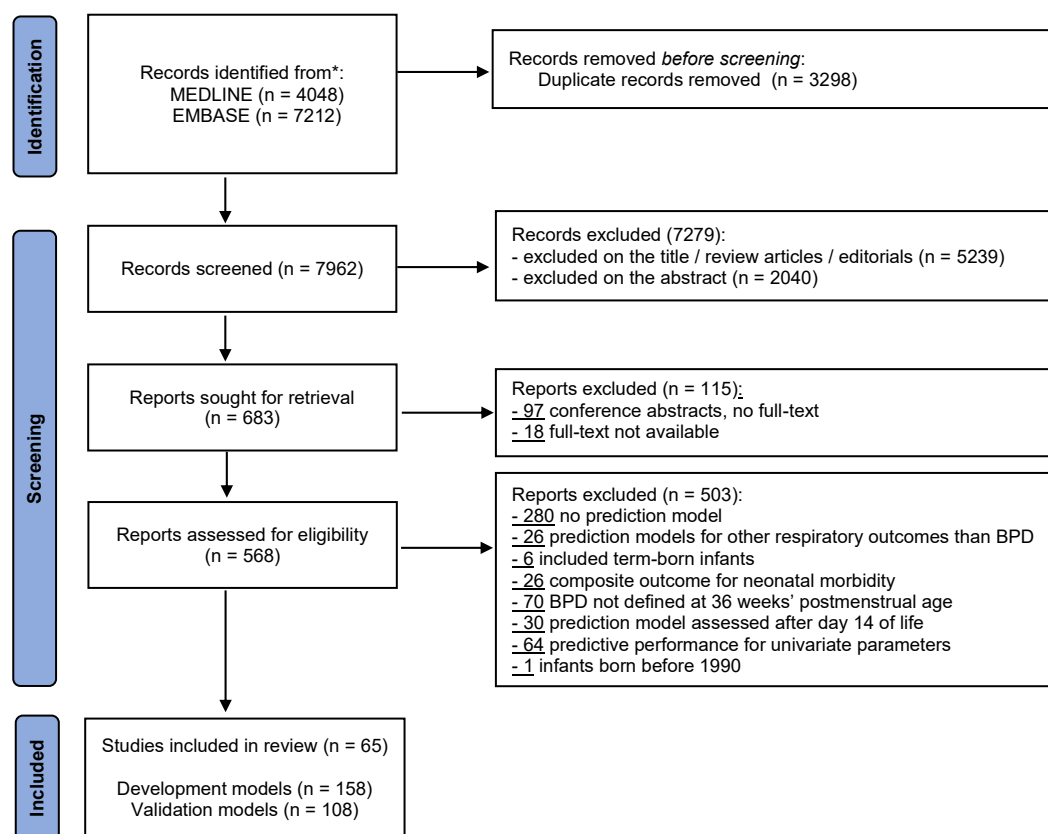 Identification
Records identified from*:
MEDLINE (n = 4048)
EMBASE (n = 7212)
Records removed before screening:
Duplicate records removed (n = 3298)
Screening
Records screened (n = 7962)
Records excluded (7279):
- excluded on the title / review articles / editorials (n = 5239)
- excluded on the abstract (n = 2040)
Reports sought for retrieval
(n = 683)
Reports excluded (n = 115):
- 97 conference abstracts, no full-text
- 18 full-text not available
Reports assessed for eligibility
(n = 568)
Reports excluded (n = 503):
- 280 no prediction model
- 26 prediction models for other respiratory outcomes than BPD
- 6 included term-born infants
- 26 composite outcome for neonatal morbidity
- 70 BPD not defined at 36 weeks’ postmenstrual age
- 30 prediction model assessed after day 14 of life
- 64 predictive performance for univariate parameters
- 1 infants born before 1990
Included
Studies included in review (n = 65)
Development models (n = 158)
Validation models (n = 108)